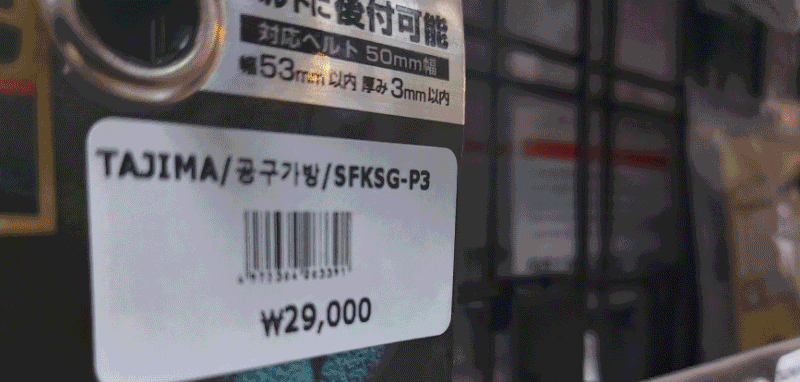 ルトに後付可能
対応ベルト 50mm幅
幅53mm以内 厚み3mm以内
TAJIMA/공구가방/SFKSG-P3
₩29,000